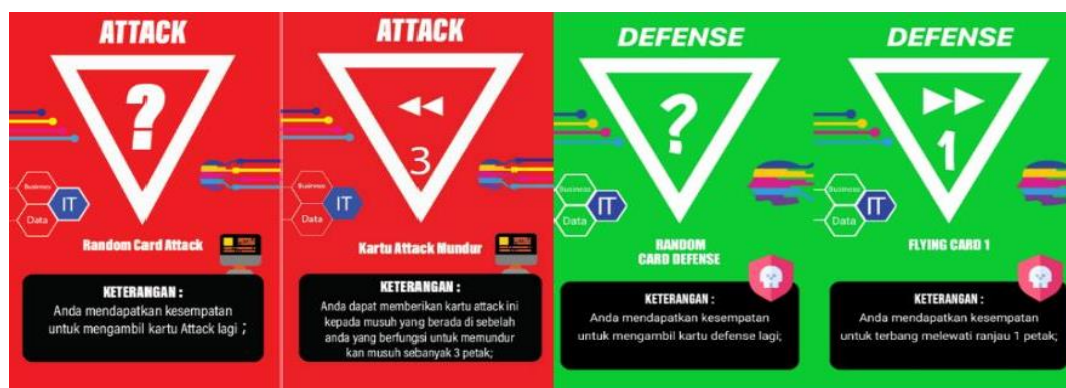 ATTACK
?
Business
IT
Data
Random Card Attack
KETERANGAN :
Anda mendapatkan kesempatan
untuk mengambil kartu Attack lagi ;
ATTACK
3
Business
IT
Data
Kartu Attack Mundur
KETERANGAN :
Anda dapat memberikan kartu attack ini
kepada musuh yang berada di sebelah
anda yang berfungsi untuk memundur
kan musuh sebanyak 3 petak;
DEFENSE
?
Business
IT
Data
RANDOM
CARD DEFENSE
KETERANGAN :
Anda mendapatkan kesempatan
untuk mengambil kartu defense lagi;
DEFENSE
1
Business
IT
Data
FLYING CARD 1
KETERANGAN :
Anda mendapatkan kesempatan
untuk terbang melewati ranjau 1 petak;